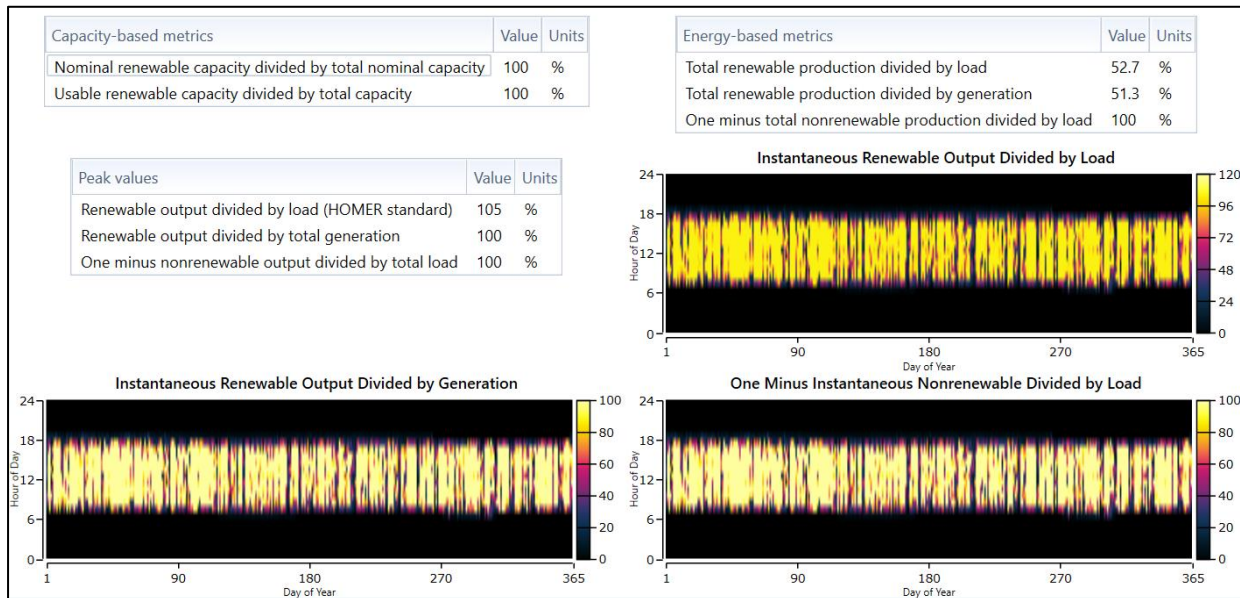 Capacity-based metrics Value Units
Nominal renewable capacity divided by total nominal capacity 100 %
Usable renewable capacity divided by total capacity 100 %
Energy-based metrics Value Units
Total renewable production divided by load 52.7 %
Total renewable production divided by generation 51.3 %
One minus total nonrenewable production divided by load 100 %
Peak values Value Units
Renewable output divided by load (HOMER standard) 105 %
Renewable output divided by total generation 100 %
One minus nonrenewable output divided by total load 100 %
Instantaneous Renewable Output Divided by Load
Hour of Day
24
18
12
6
0
1 90 180 270 365
Day of Year
120
96
72
48
24
0
Instantaneous Renewable Output Divided by Generation
Hour of Day
24
18
12
6
0
1 90 180 270 365
Day of Year
100
80
60
40
20
0
One Minus Instantaneous Nonrenewable Divided by Load
Hour of Day
24
18
12
6
0
1 90 180 270 365
Day of Year
100
80
60
40
20
0